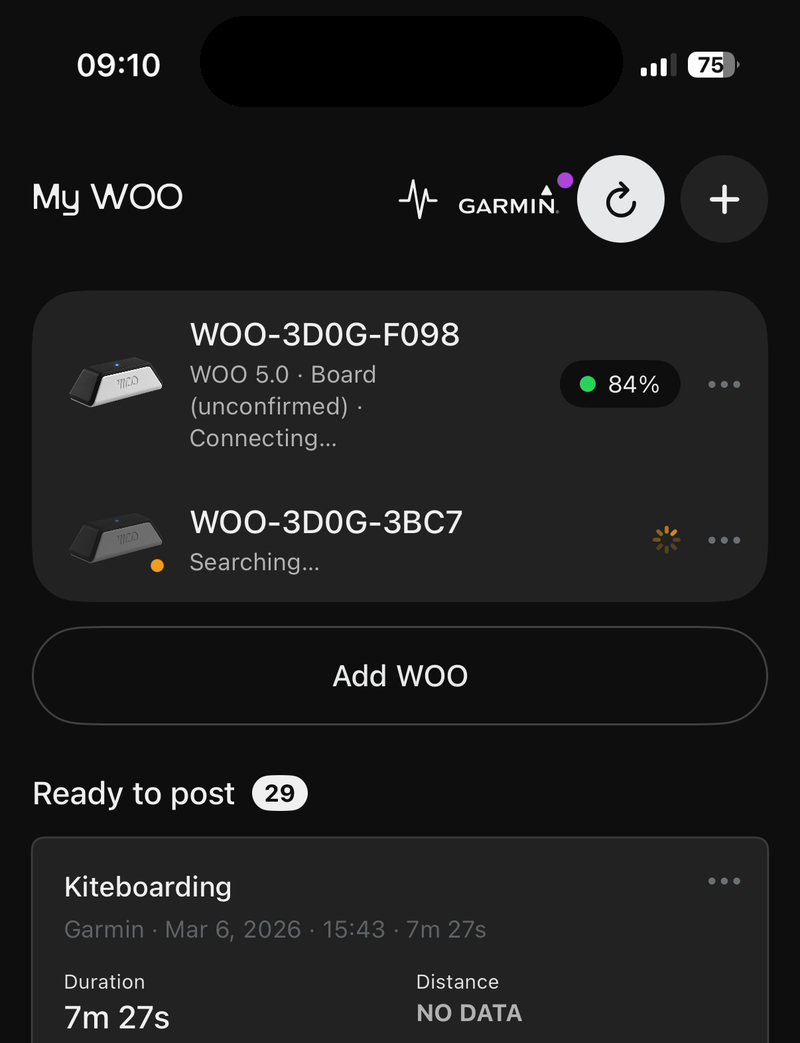 09:10
75
My WOO
GARMIN
WOO-3D0G-F098
WOO 5.0 · Board
(unconfirmed) ·
Connecting...
84%
WOO
WOO-3D0G-3BC7
Searching...
WOO
Add WOO
Ready to post 29
Kiteboarding
Garmin · Mar 6, 2026 · 15:43 · 7m 27s
Duration
7m 27s
Distance
NO DATA